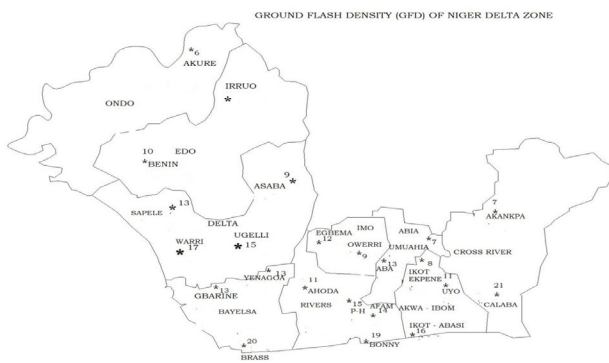 GROUND FLASH DENSITY (GFD) OF NIGER DELTA ZONE
6
AKURE
IRRUO
ONDO
10
EDO
BENIN
9
ASABA
13
SAPELE
DELTA
UGELLI
WARRI
17
15
7
AKANKPA
IMO
ABIA
EGBEMA
12
OWERRI
9
UMUAHIA
7
CROSS RIVER
YENAGOA
13
ABA
13
8
IKOT
EKPENE
11
UYO
GBARINE
13
11
AHODA
21
CALABA
BAYELSA
RIVERS
15
P-H
AFAM
14
AKWA - IBOM
20
BRASS
19
BONNY
16
IKOT - ABASI